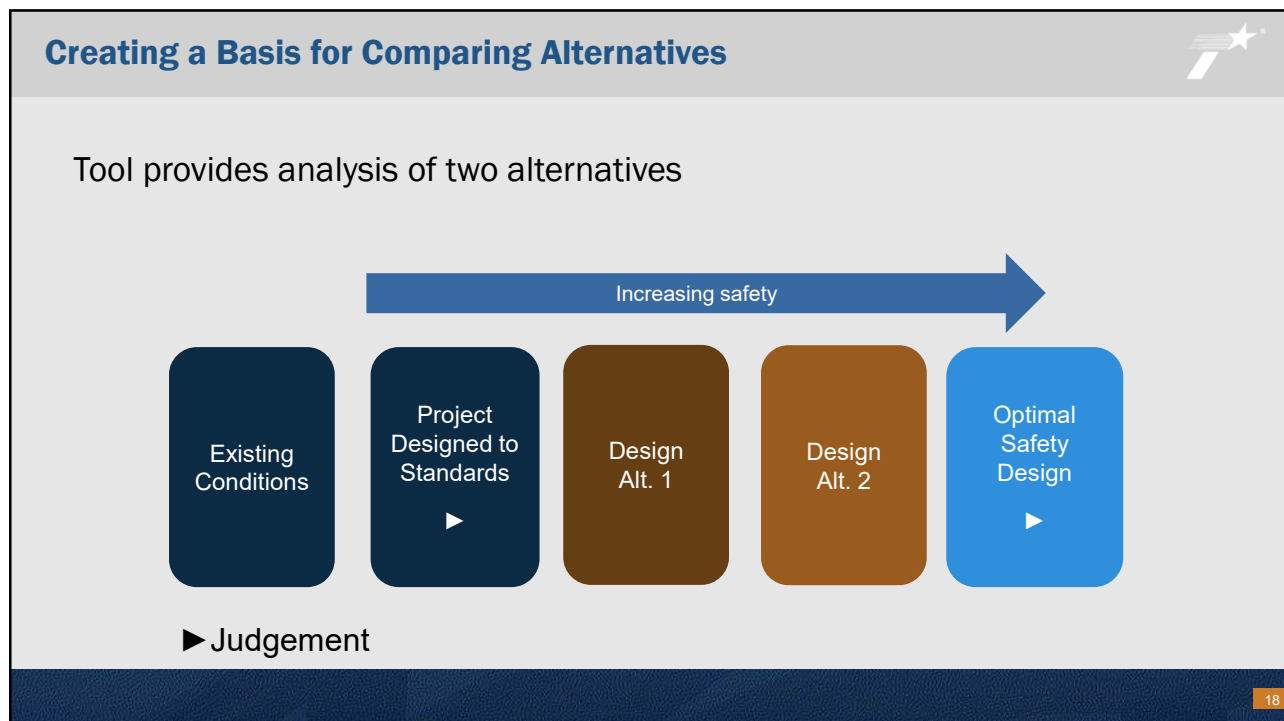 Creating a Basis for Comparing Alternatives
Tool provides analysis of two alternatives
Increasing safety
Existing
Conditions
Project
Designed to
Standards
►
Design
Alt. 1
Design
Alt. 2
Optimal
Safety
Design
►
►Judgement
18